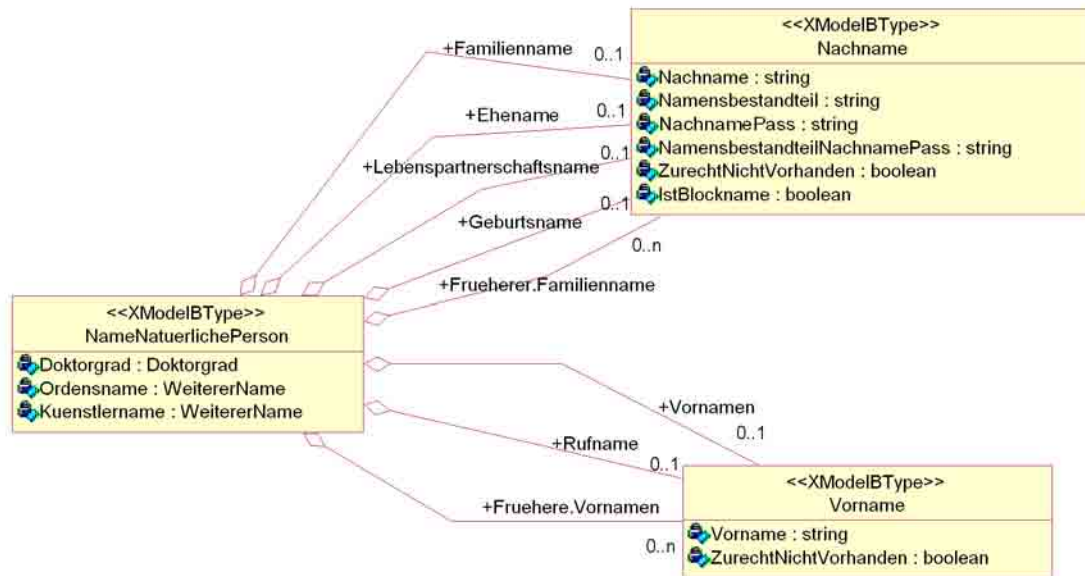 <<XModelBType>>
Nachname
Nachname : string
Namensbestandteil : string
NachnamePass : string
NamensbestandteilNachnamePass : string
ZurechtNichtVorhanden : boolean
IstBlockname : boolean
+Familienname
0..1
+Ehename
0..1
+Lebenspartnerschaftsname
0..1
+Geburtsname
0..1
+Frueherer.Familienname
0..n
<<XModelBType>>
NameNatuerlichePerson
Doktorgrad : Doktorgrad
Ordensname : WeitererName
Kuenstlername : WeitererName
+Vornamen
0..1
+Rufname
0..1
+Fruehere.Vornamen
0..n
<<XModelBType>>
Vorname
Vorname : string
ZurechtNichtVorhanden : boolean